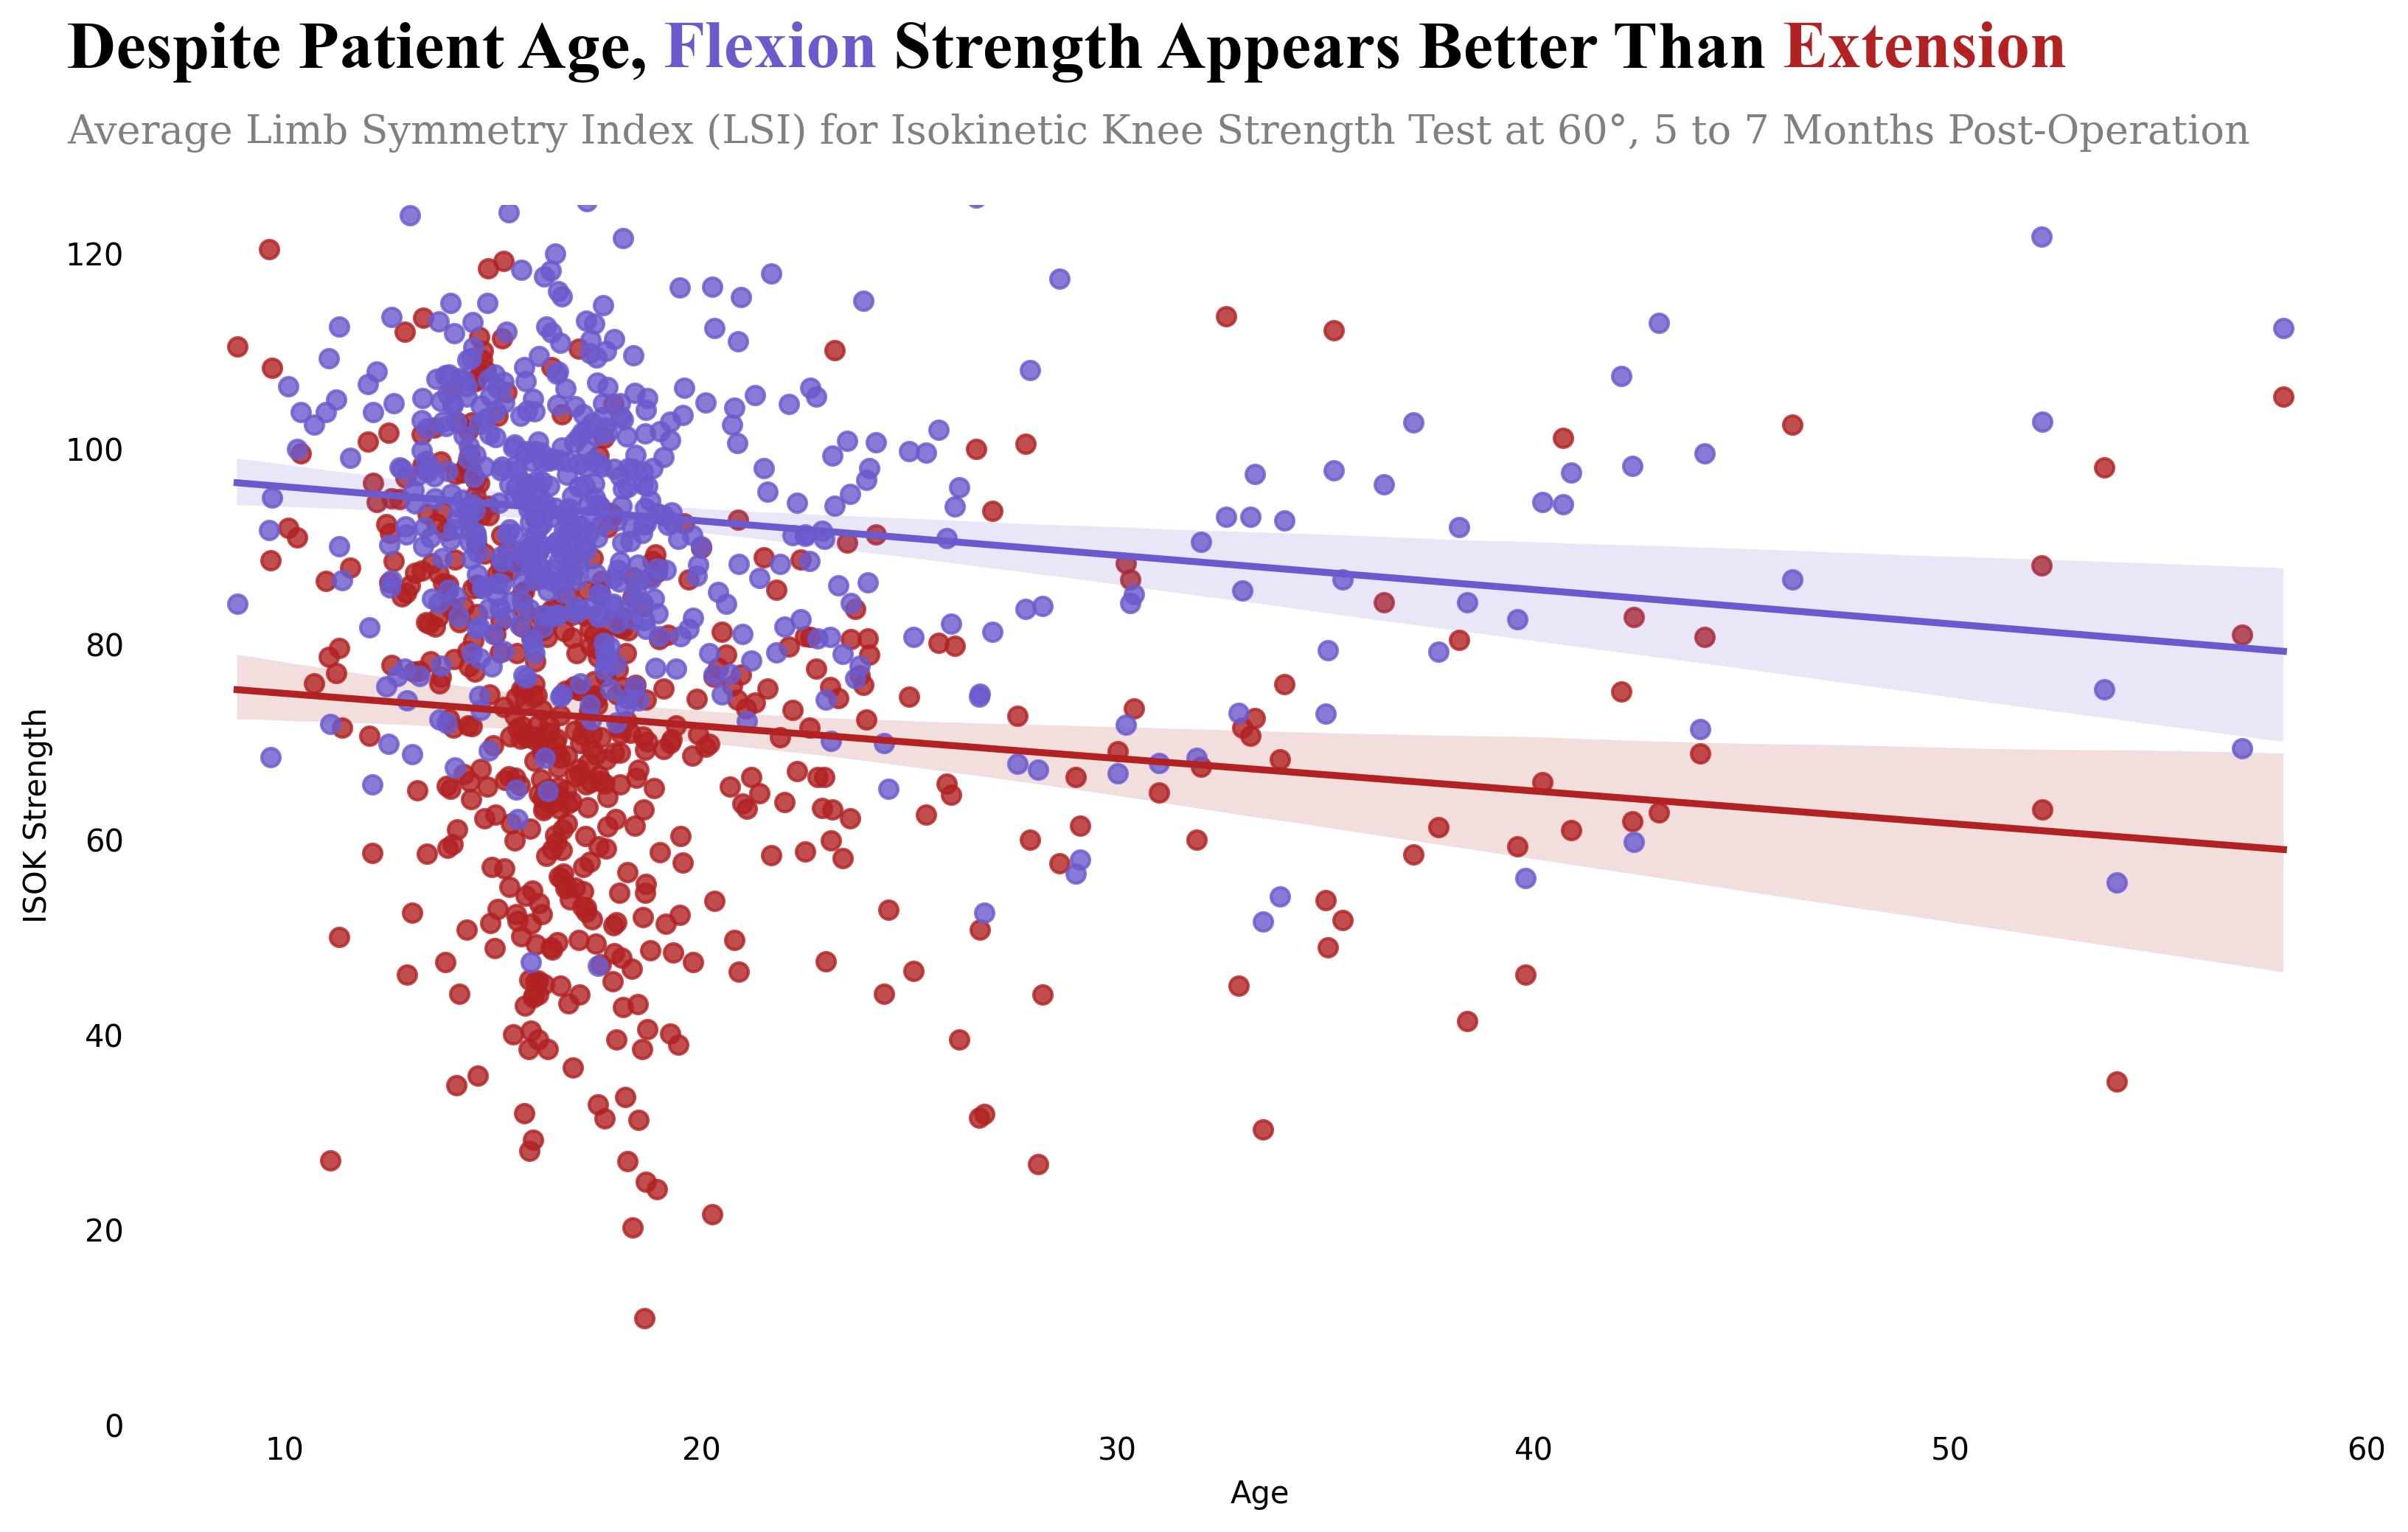 Despite Patient Age, Flexion Strength Appears Better Than Extension
Average Limb Symmetry Index (LSI) for Isokinetic Knee Strength Test at 60°, 5 to 7 Months Post-Operation
120
100
80
60
40
20
0
ISOK Strength
10 20 30 40 50 60
Age